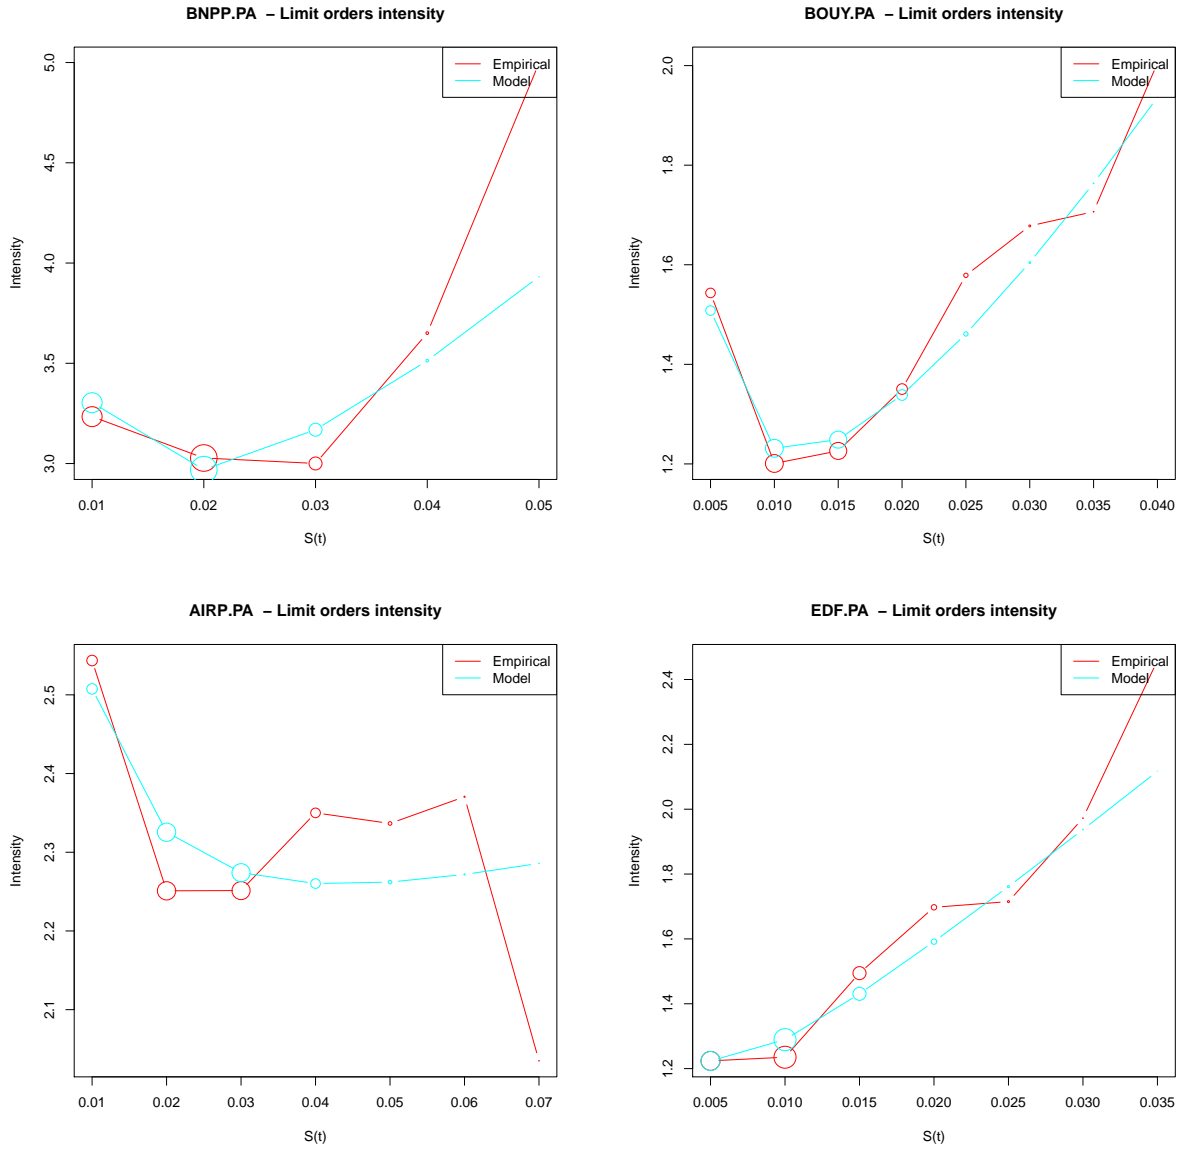 BNPP.PA – Limit orders intensity
Intensity
5.0
4.5
4.0
3.5
3.0
Empirical
Model
0.01 0.02 0.03 0.04 0.05
S(t)
BOUY.PA – Limit orders intensity
Intensity
2.0
1.8
1.6
1.4
1.2
Empirical
Model
0.005 0.010 0.015 0.020 0.025 0.030 0.035 0.040
S(t)
AIRP.PA – Limit orders intensity
Intensity
2.5
2.4
2.3
2.2
2.1
Empirical
Model
0.01 0.02 0.03 0.04 0.05 0.06 0.07
S(t)
EDF.PA – Limit orders intensity
Intensity
2.4
2.2
2.0
1.8
1.6
1.4
1.2
Empirical
Model
0.005 0.010 0.015 0.020 0.025 0.030 0.035
S(t)